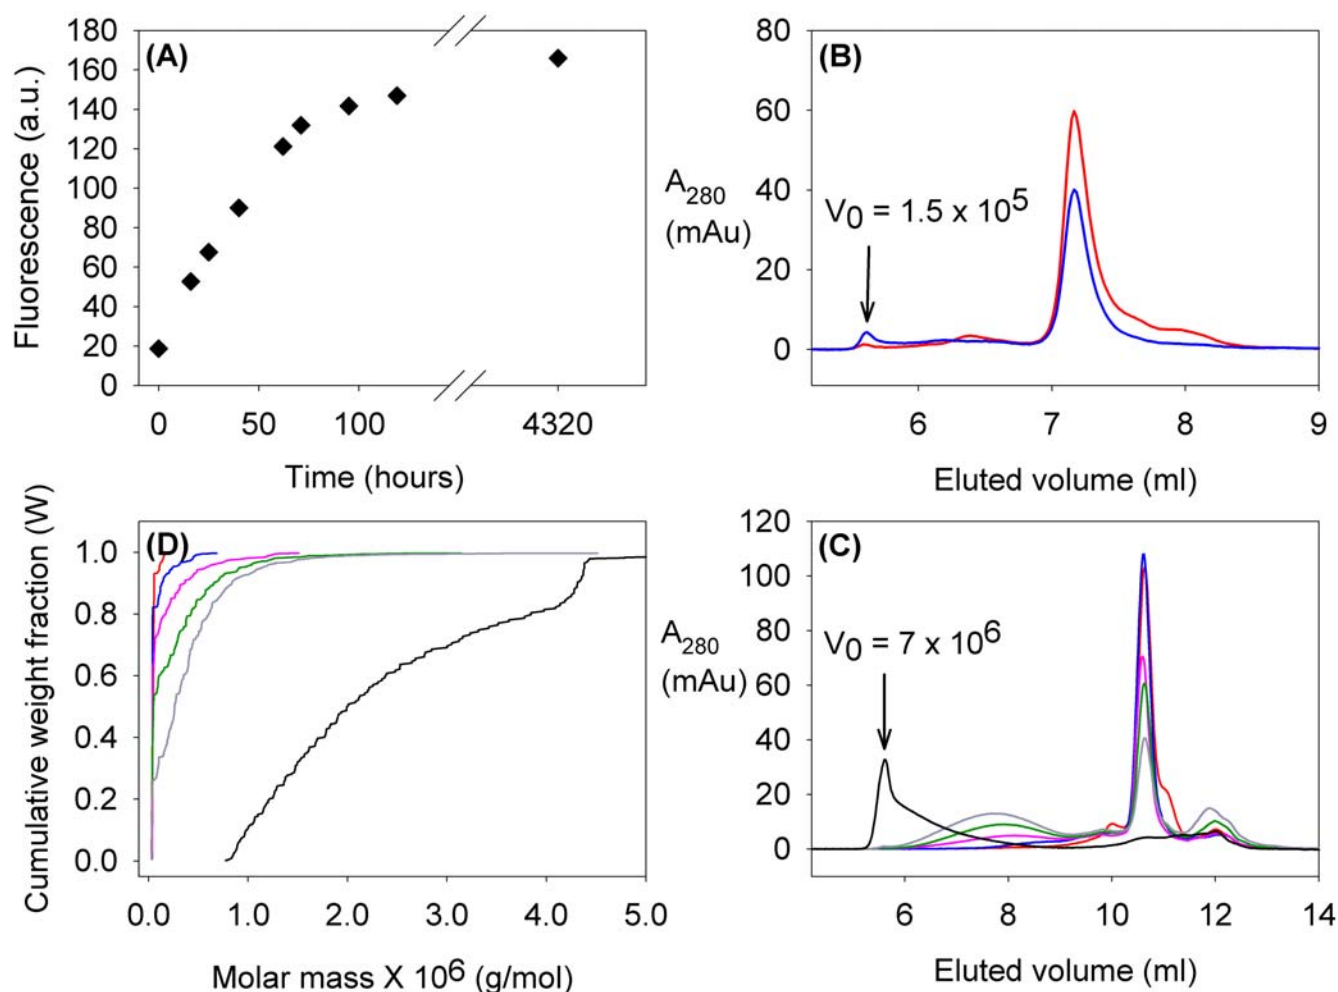 (A)
180
160
140
120
100
80
60
40
20
0
Fluorescence (a.u.)
0 50 100 4320
Time (hours)
(B)
80
60
40
20
0
A280
(mAu)
V0 = 1.5 x 10^5
6 7 8 9
Eluted volume (ml)
(D)
1.0
0.8
0.6
0.4
0.2
0.0
Cumulative weight fraction (W)
0.0 1.0 2.0 3.0 4.0 5.0
Molar mass X 10^6 (g/mol)
(C)
120
100
80
60
40
20
0
A280
(mAu)
V0 = 7 x 10^6
6 8 10 12 14
Eluted volume (ml)